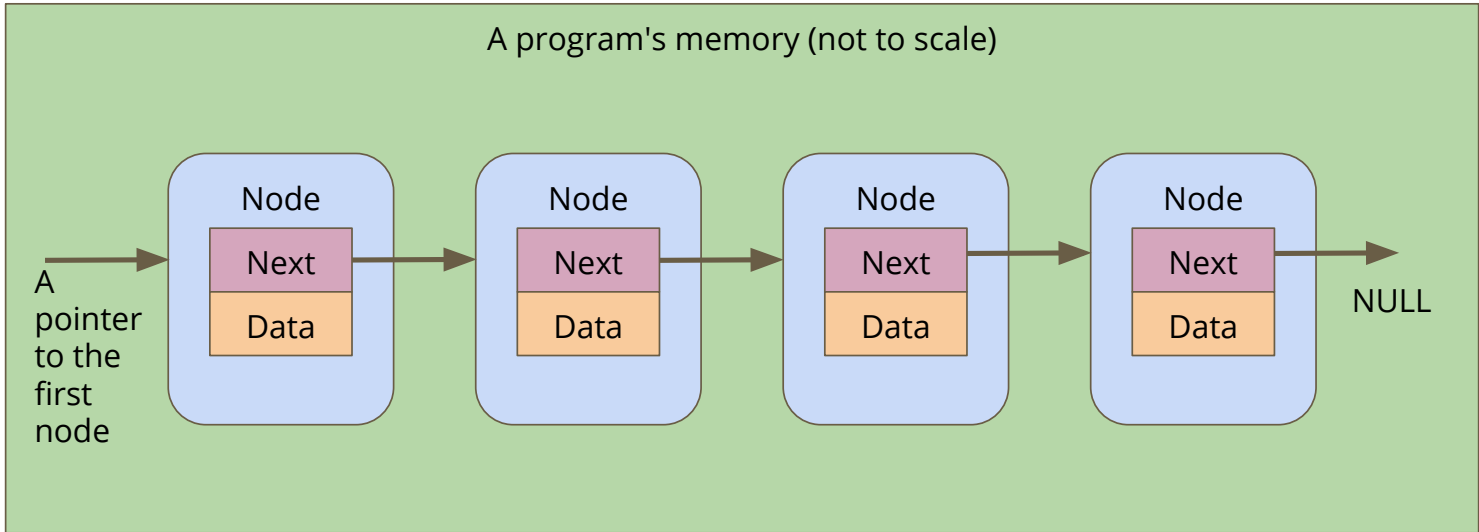 A program's memory (not to scale)
A
pointer
to the
first
node
Node
Next
Data
Node
Next
Data
Node
Next
Data
Node
Next
Data
NULL